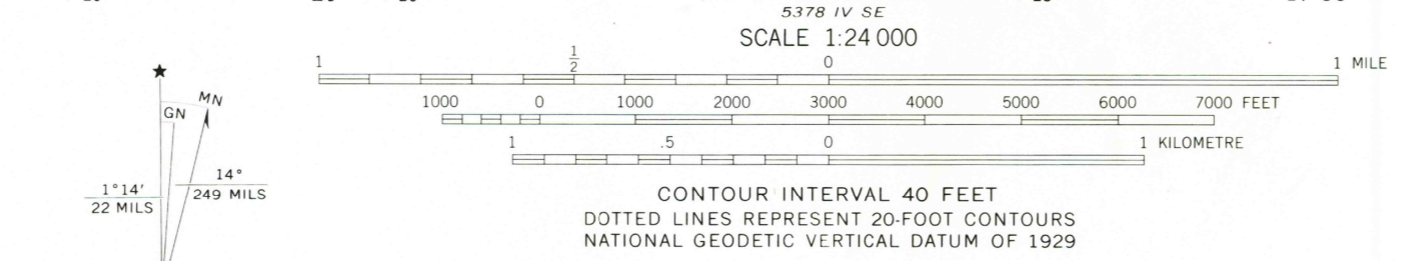 5378 IV SE
SCALE 1:24 000
1 1/2 0 1 MILE
1000 0 1000 2000 3000 4000 5000 6000 7000 FEET
1 .5 0 1 KILOMETRE
CONTOUR INTERVAL 40 FEET
DOTTED LINES REPRESENT 20-FOOT CONTOURS
NATIONAL GEODETIC VERTICAL DATUM OF 1929
★
MN
GN
1°14′
22 MILS
14°
249 MILS